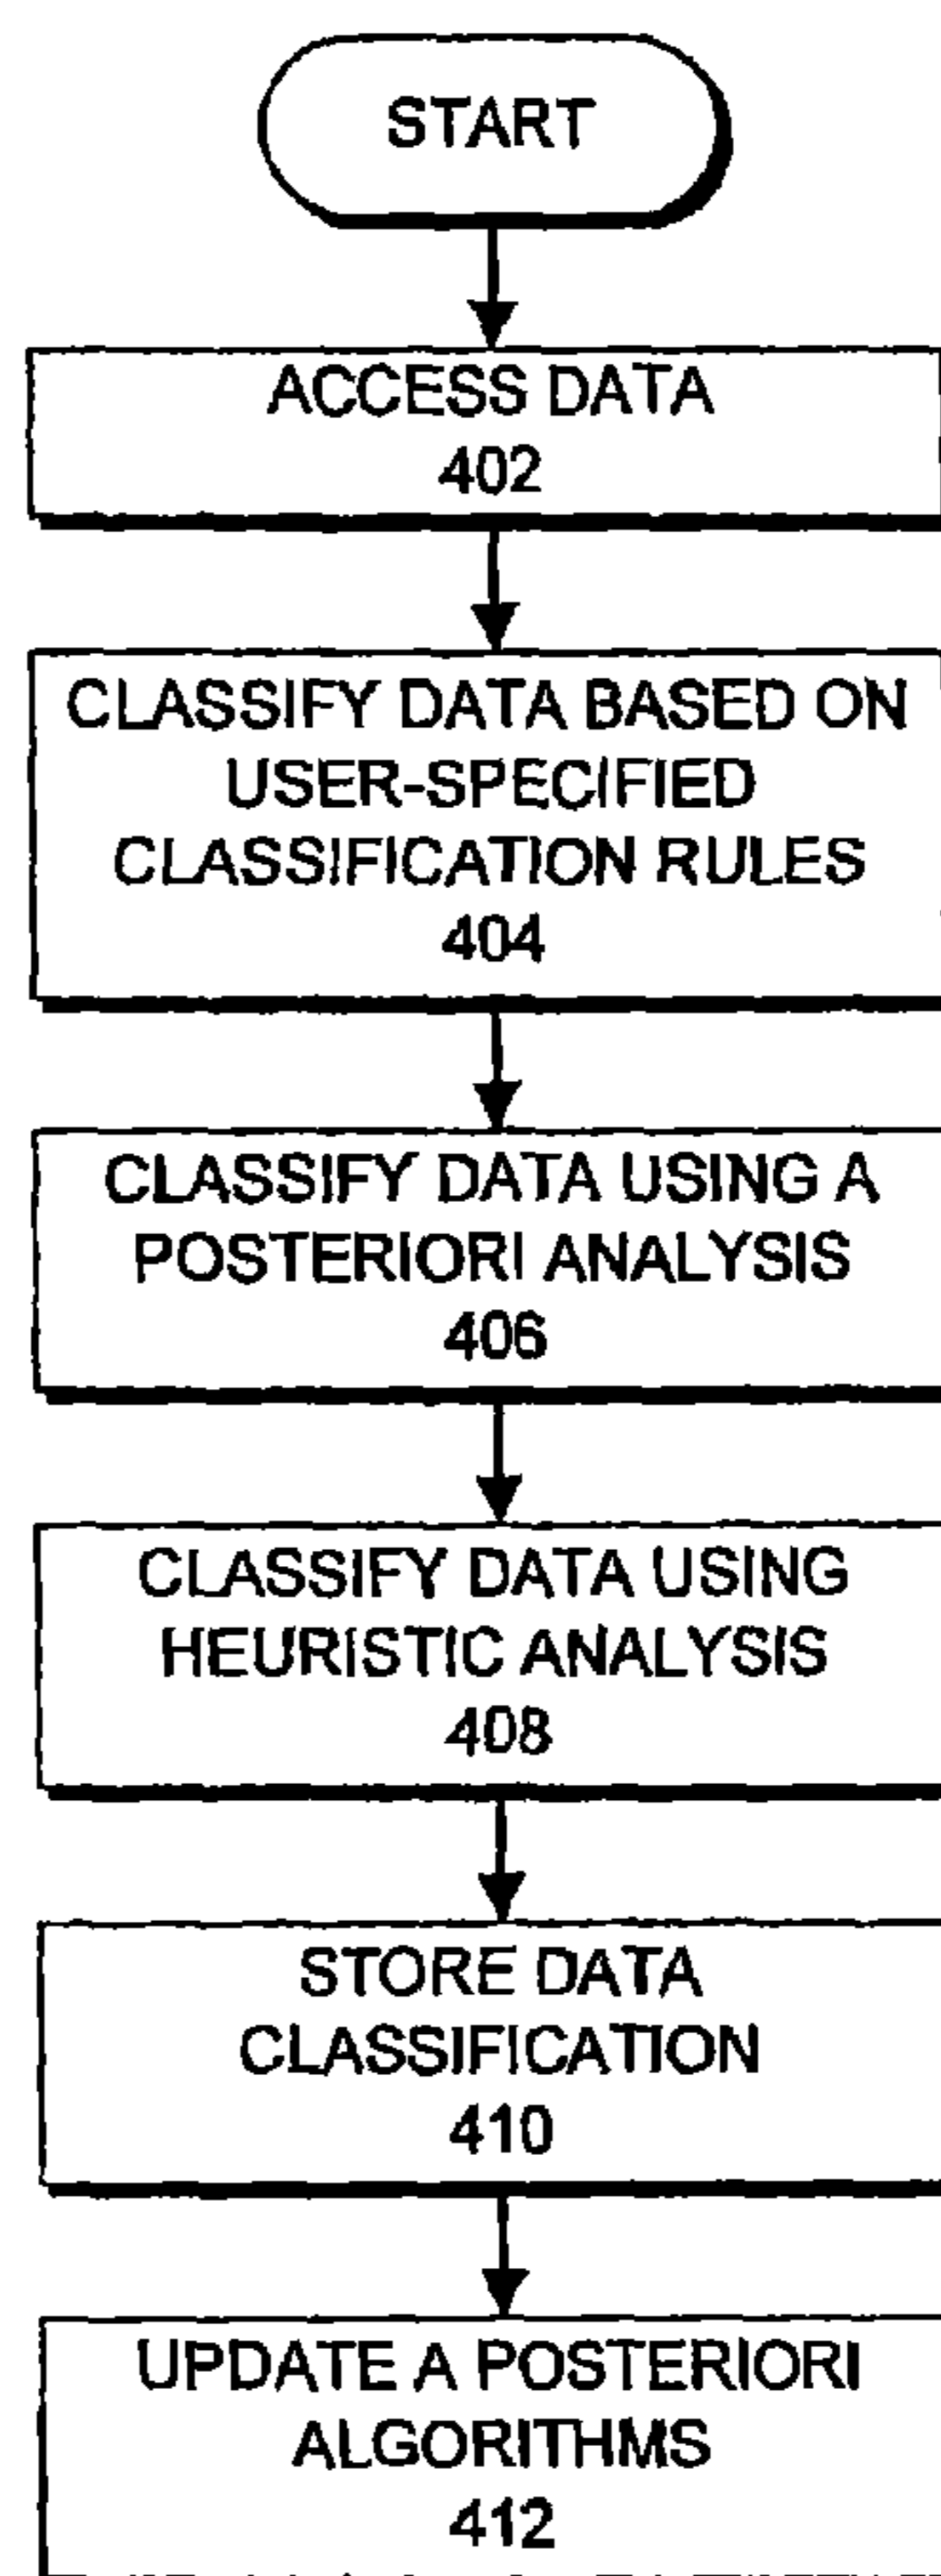 START
ACCESS DATA
402
CLASSIFY DATA BASED ON
USER-SPECIFIED
CLASSIFICATION RULES
404
CLASSIFY DATA USING A
POSTERIORI ANALYSIS
406
CLASSIFY DATA USING
HEURISTIC ANALYSIS
408
STORE DATA
CLASSIFICATION
410
UPDATE A POSTERIORI
ALGORITHMS
412